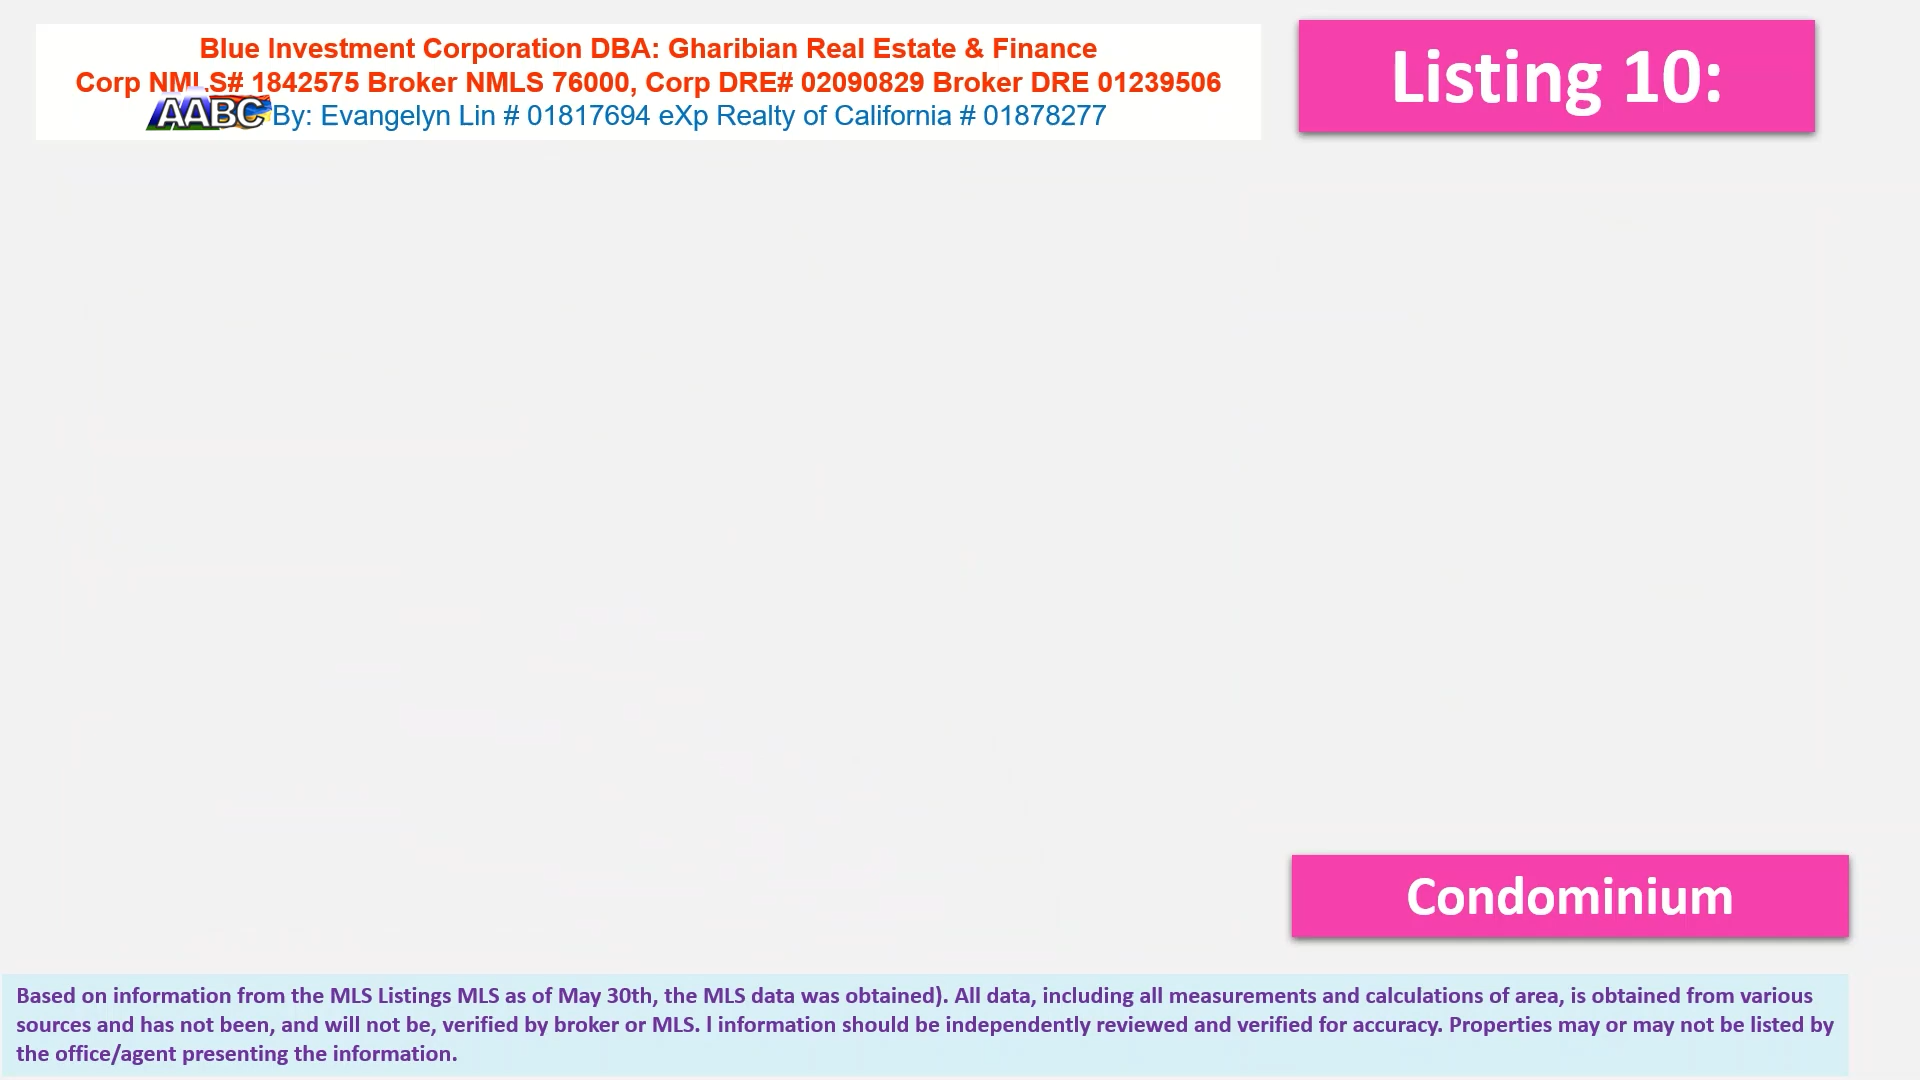 Blue Investment Corporation DBA: Gharibian Real Estate & Finance
Corp NMLS# 1842575 Broker NMLS 76000, Corp DRE# 02090829 Broker DRE 01239506
AABC By: Evangelyn Lin # 01817694 eXp Realty of California # 01878277
Listing 10:
Condominium
Based on information from the MLS Listings MLS as of May 30th, the MLS data was obtained). All data, including all measurements and calculations of area, is obtained from various
sources and has not been, and will not be, verified by broker or MLS. l information should be independently reviewed and verified for accuracy. Properties may or may not be listed by
the office/agent presenting the information.